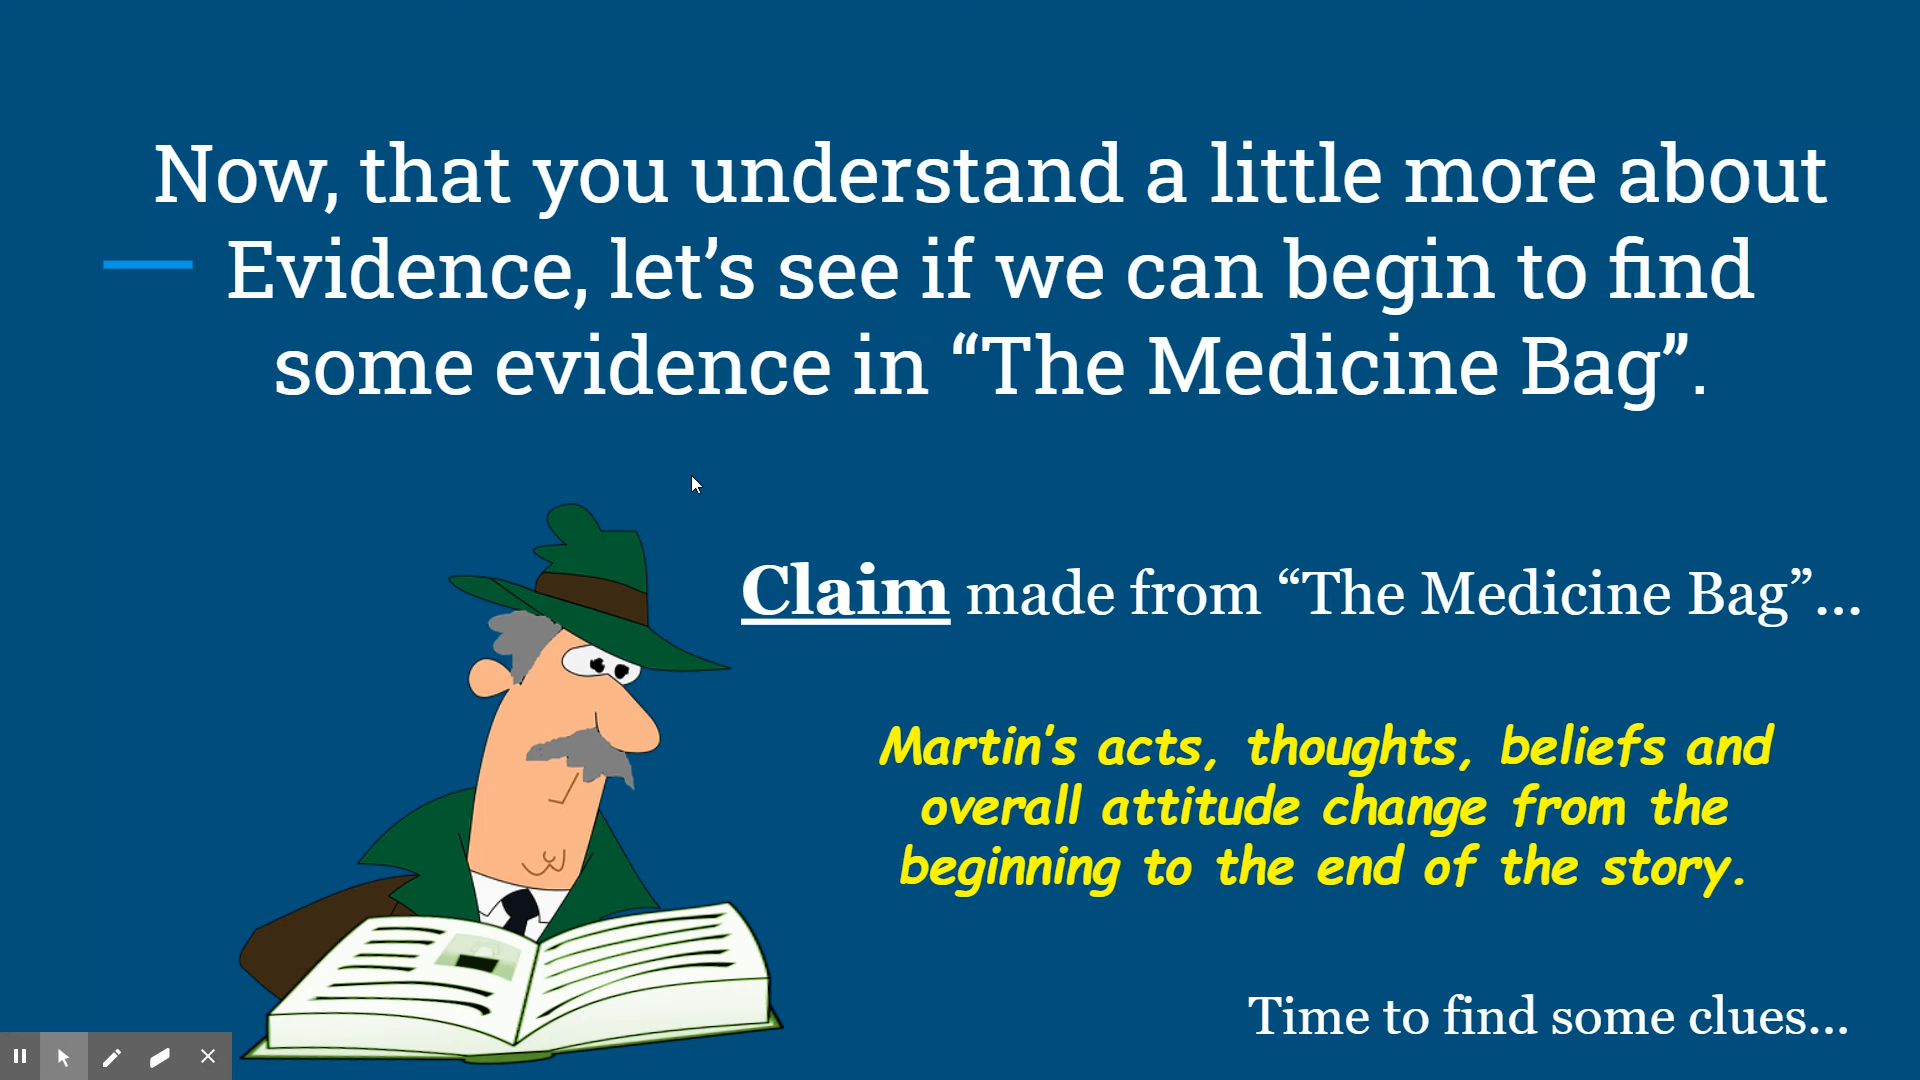 Now, that you understand a little more about
Evidence, let’s see if we can begin to find
some evidence in “The Medicine Bag”.
Claim made from “The Medicine Bag”...
Martin’s acts, thoughts, beliefs and
overall attitude change from the
beginning to the end of the story.
Time to find some clues...